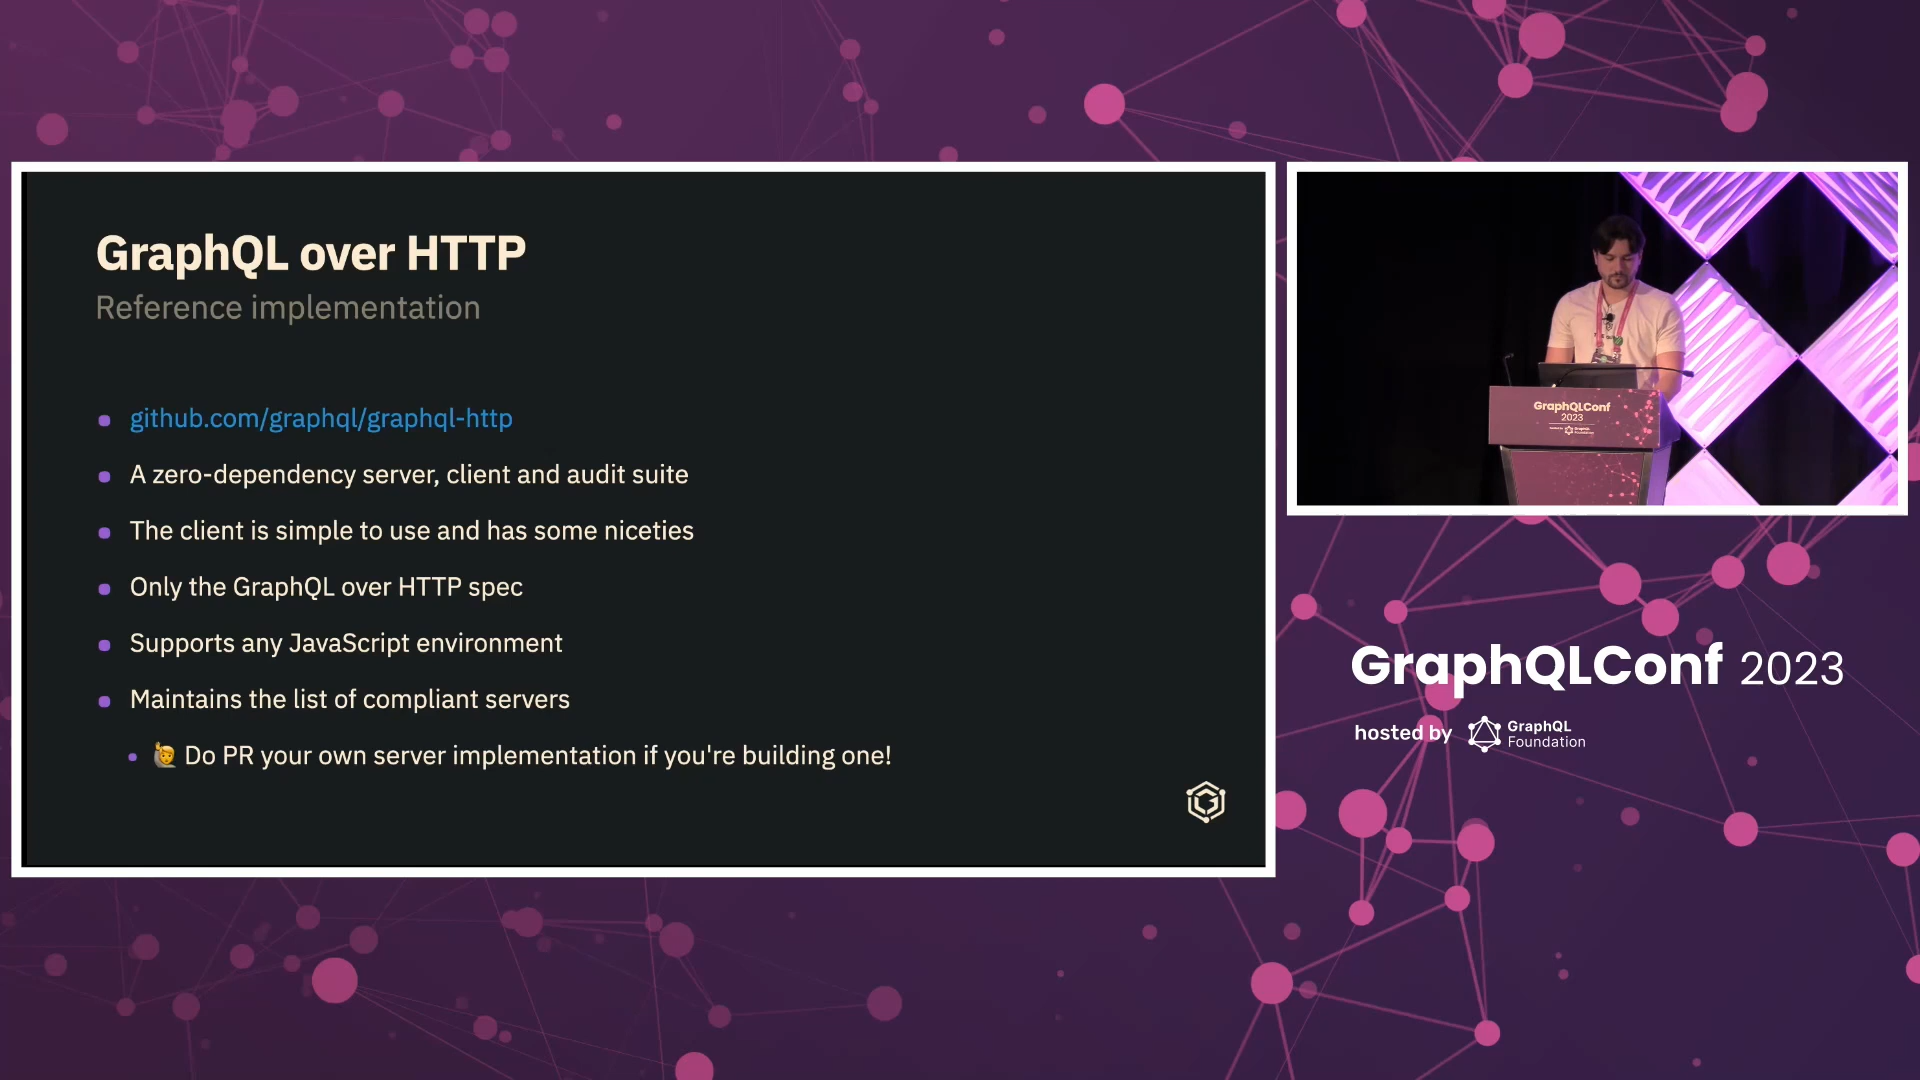 GraphQL over HTTP
Reference implementation
github.com/graphql/graphql-http
A zero-dependency server, client and audit suite
The client is simple to use and has some niceties
Only the GraphQL over HTTP spec
Supports any JavaScript environment
Maintains the list of compliant servers
🙋 Do PR your own server implementation if you're building one!
GraphQLConf
2023
GraphQLConf 2023
hosted by GraphQL Foundation